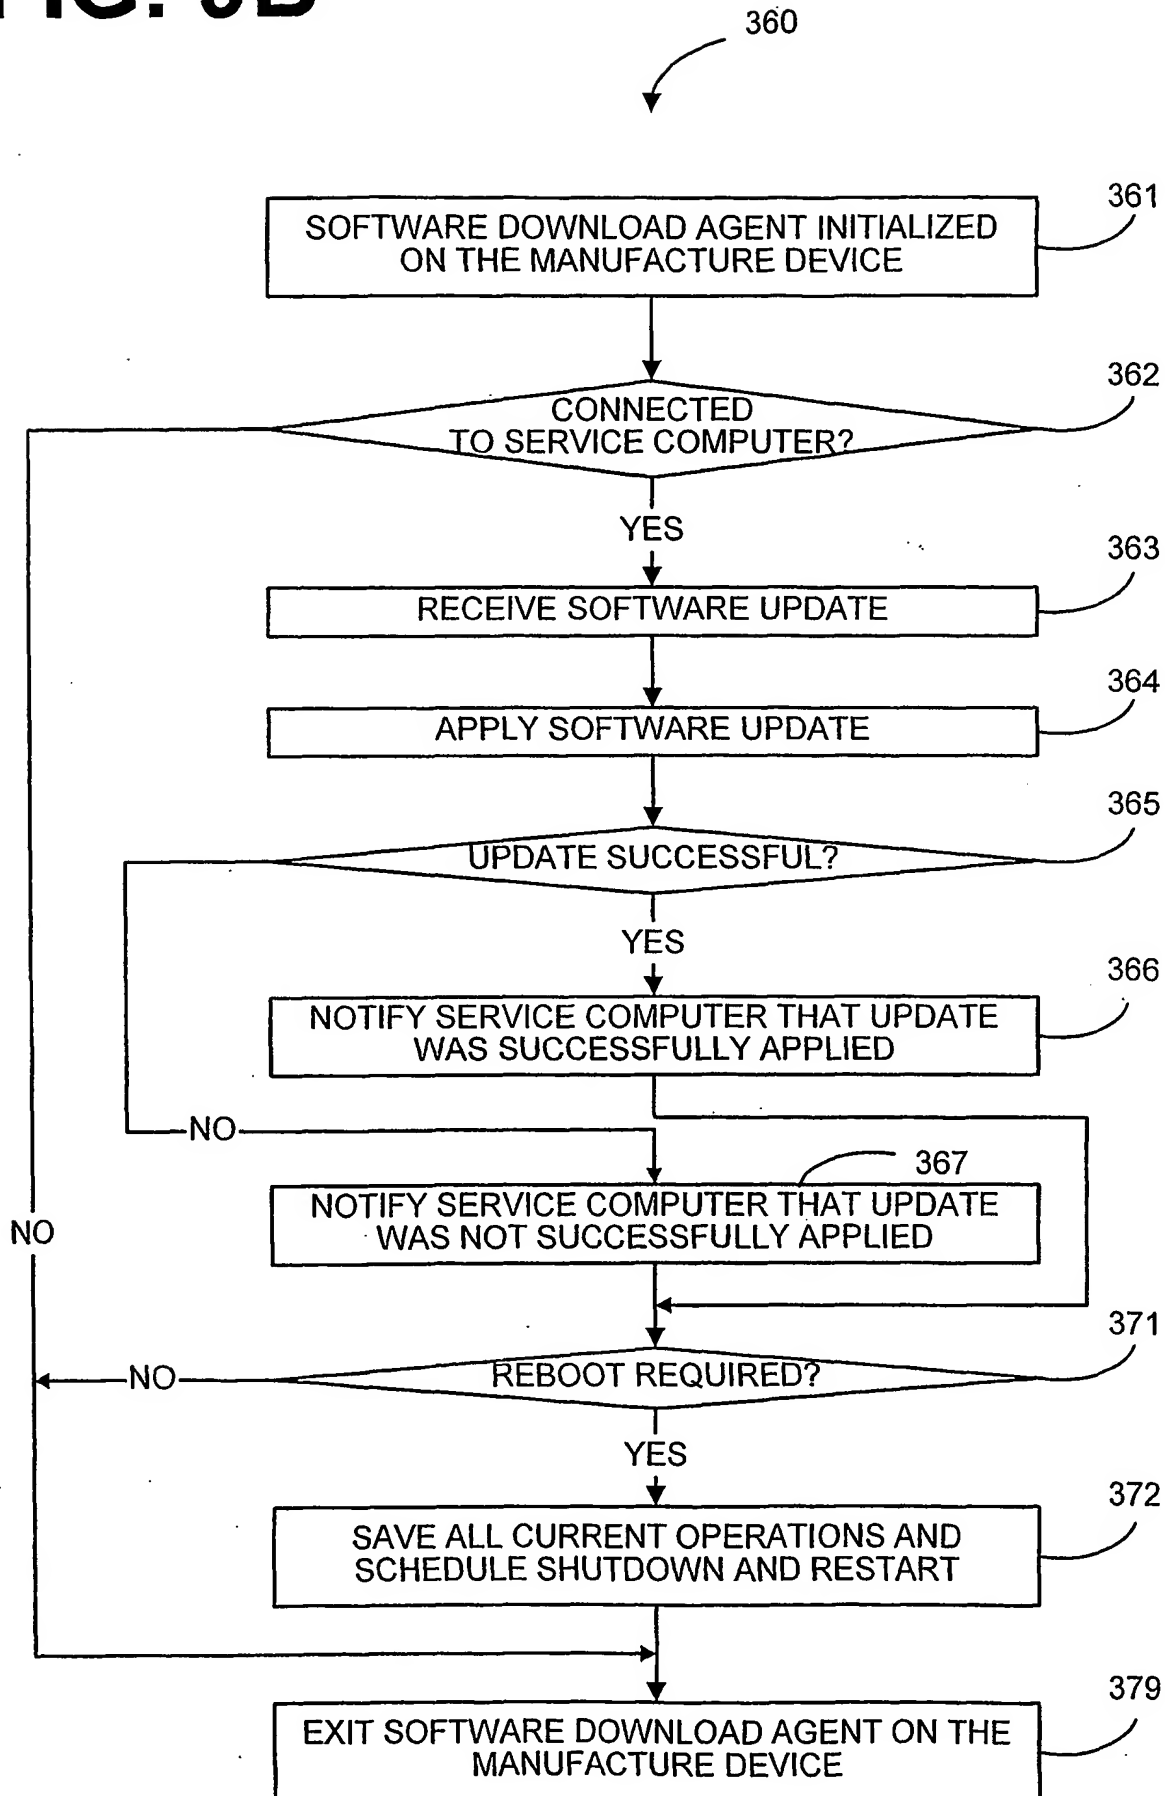 360
361
SOFTWARE DOWNLOAD AGENT INITIALIZED
ON THE MANUFACTURE DEVICE
362
CONNECTED
TO SERVICE COMPUTER?
YES
363
RECEIVE SOFTWARE UPDATE
364
APPLY SOFTWARE UPDATE
365
UPDATE SUCCESSFUL?
YES
366
NOTIFY SERVICE COMPUTER THAT UPDATE
WAS SUCCESSFULLY APPLIED
NO
367
NOTIFY SERVICE COMPUTER THAT UPDATE
WAS NOT SUCCESSFULLY APPLIED
NO
371
REBOOT REQUIRED?
NO
YES
372
SAVE ALL CURRENT OPERATIONS AND
SCHEDULE SHUTDOWN AND RESTART
379
EXIT SOFTWARE DOWNLOAD AGENT ON THE
MANUFACTURE DEVICE